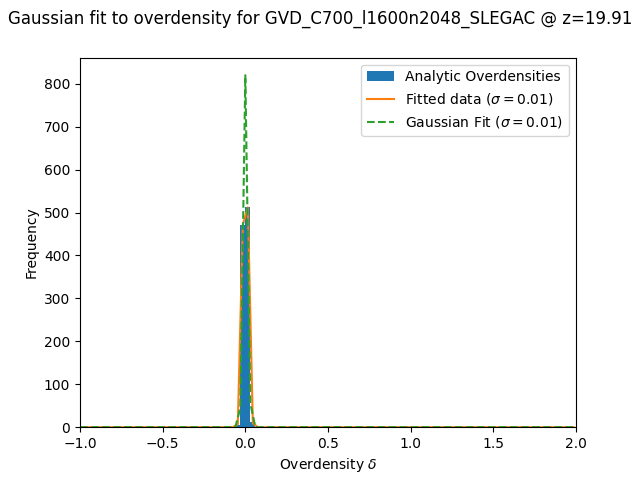 Gaussian fit to overdensity for GVD_C700_l1600n2048_SLEGAC @ z=19.91
Analytic Overdensities
Fitted data (σ = 0.01)
Gaussian Fit (σ = 0.01)
Frequency
800
700
600
500
400
300
200
100
0
−1.0 −0.5 0.0 0.5 1.0 1.5 2.0
Overdensity δ